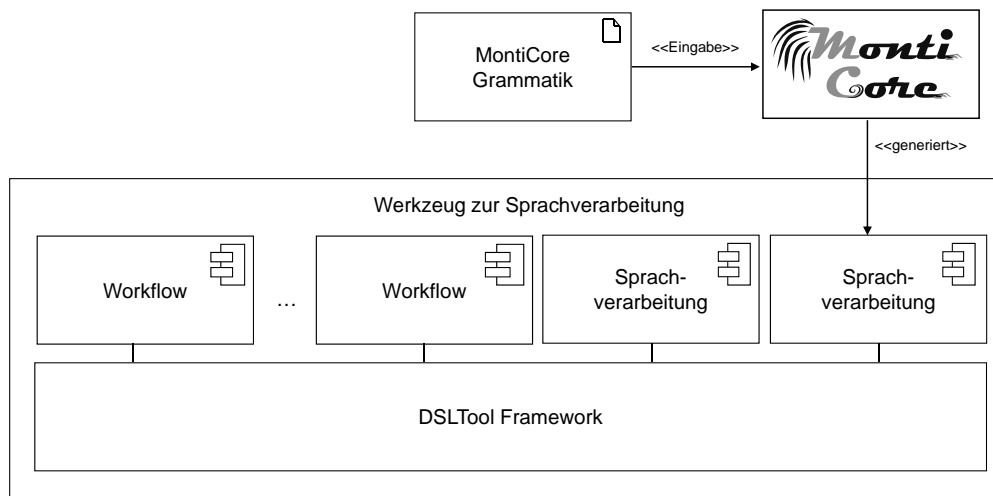 MontiCore
Grammatik
<<Eingabe>>
Monti
Core
<<generiert>>
Werkzeug zur Sprachverarbeitung
Workflow
...
Workflow
Sprach-
verarbeitung
Sprach-
verarbeitung
DSLTool Framework